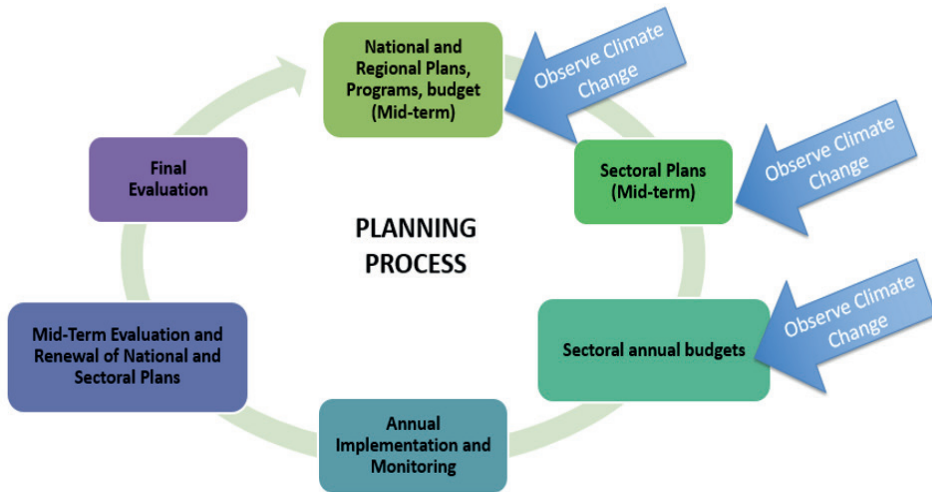 National and
Regional Plans,
Programs, budget
(Mid-term)
Observe Climate
Change
Sectoral Plans
(Mid-term)
Observe Climate
Change
Sectoral annual budgets
Observe Climate
Change
Annual
Implementation and
Monitoring
Mid-Term Evaluation and
Renewal of National and
Sectoral Plans
Final
Evaluation
PLANNING
PROCESS